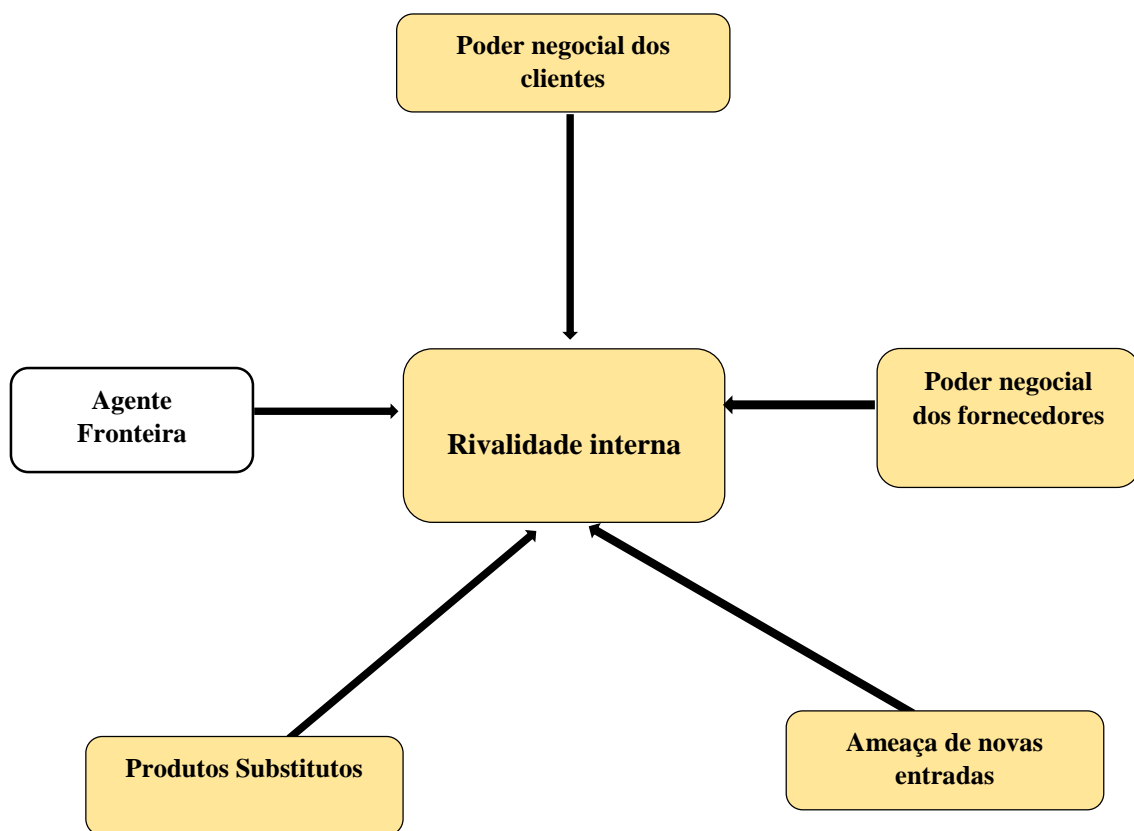 Poder negocial dos
clientes
Agente
Fronteira
Rivalidade interna
Poder negocial
dos fornecedores
Produtos Substitutos
Ameaça de novas
entradas